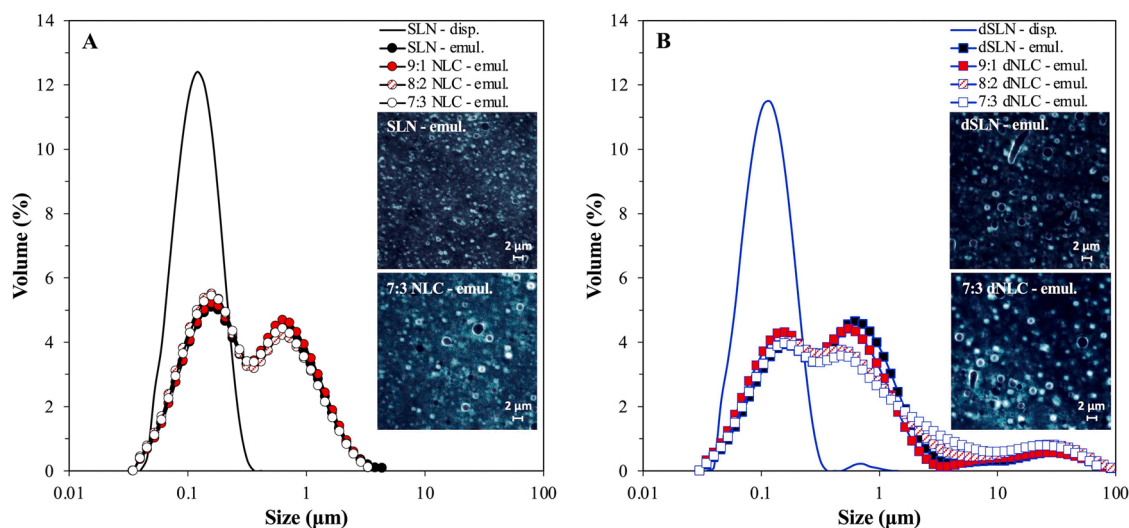 A
SLN - disp.
SLN - emul.
9:1 NLC - emul.
8:2 NLC - emul.
7:3 NLC - emul.
SLN - emul.
2 µm
7:3 NLC - emul.
2 µm
14
12
10
8
6
4
2
0
Volume (%)
0.01 0.1 1 10 100
Size (µm)
B
dSLN - disp.
dSLN - emul.
9:1 dNLC - emul.
8:2 dNLC - emul.
7:3 dNLC - emul.
dSLN - emul.
2 µm
7:3 dNLC - emul.
2 µm
14
12
10
8
6
4
2
0
Volume (%)
0.01 0.1 1 10 100
Size (µm)